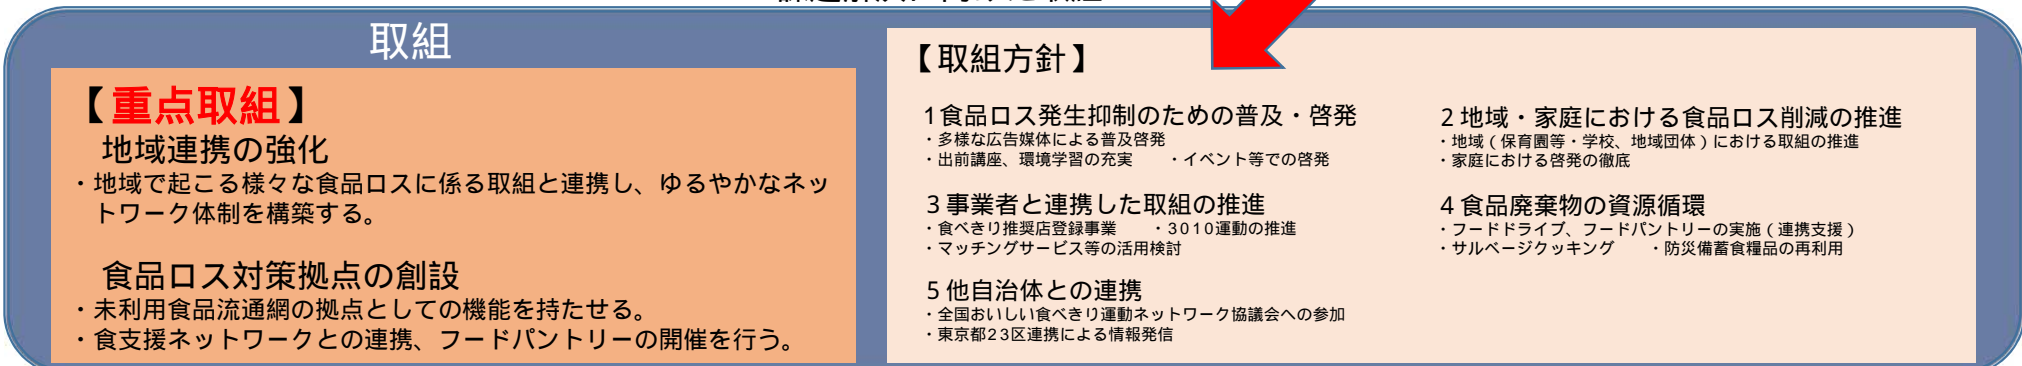 取組
【重点取組】
地域連携の強化
・地域で起こる様々な食品ロスに係る取組と連携し、ゆるやかなネッ
トワーク体制を構築する。
食品ロス対策拠点の創設
・未利用食品流通網の拠点としての機能を持たせる。
・食支援ネットワークとの連携、フードパントリーの開催を行う。
【取組方針】
1食品ロス発生抑制のための普及・啓発
・多様な広告媒体による普及啓発
・出前講座、環境学習の充実　・イベント等での啓発
2地域・家庭における食品ロス削減の推進
・地域（保育園等・学校、地域団体）における取組の推進
・家庭における啓発の徹底
3事業者と連携した取組の推進
・食べきり推奨店登録事業　・3010運動の推進
・マッチングサービス等の活用検討
4食品廃棄物の資源循環
・フードドライブ、フードパントリーの実施（連携支援）
・サルベージクッキング　・防災備蓄食糧品の再利用
5他自治体との連携
・全国おいしい食べきり運動ネットワーク協議会への参加
・東京都23区連携による情報発信